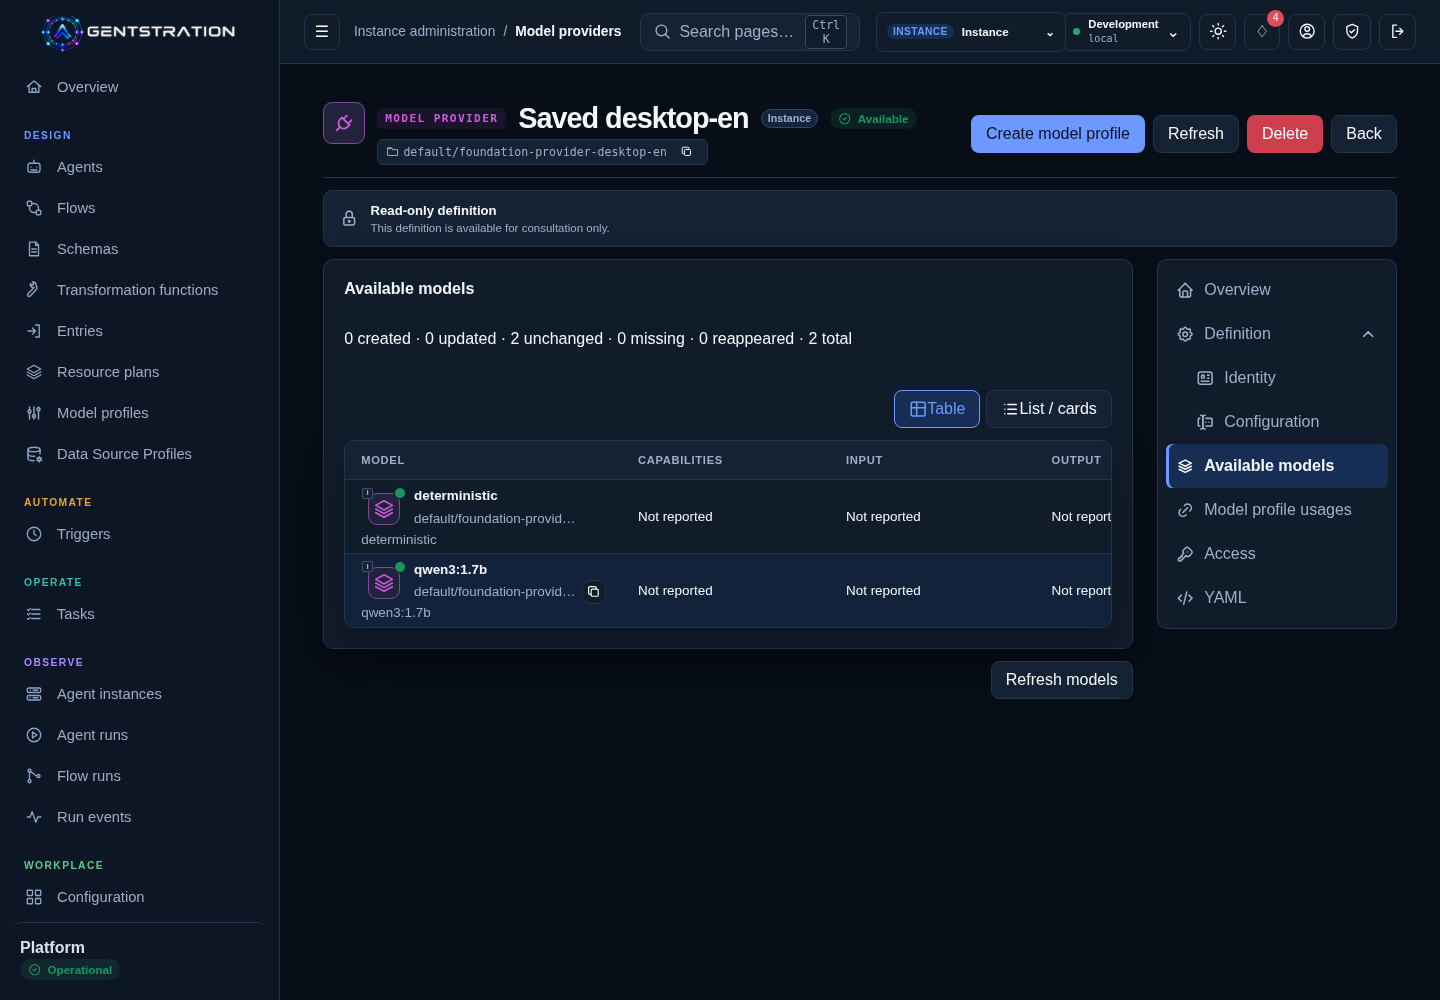 GENTSTRATION
Overview
DESIGN
Agents
Flows
Schemas
Transformation functions
Entries
Resource plans
Model profiles
Data Source Profiles
AUTOMATE
Triggers
OPERATE
Tasks
OBSERVE
Agent instances
Agent runs
Flow runs
Run events
WORKPLACE
Configuration
Platform
Operational
Instance administration / Model providers
Search pages…
Ctrl K
INSTANCE Instance
Development
local
4
MODEL PROVIDER
Saved desktop-en
Instance
Available
default/foundation-provider-desktop-en
Create model profile
Refresh
Delete
Back
Read-only definition
This definition is available for consultation only.
Available models
0 created · 0 updated · 2 unchanged · 0 missing · 0 reappeared · 2 total
Table
List / cards
MODEL CAPABILITIES INPUT OUTPUT
I
deterministic
default/foundation-provid…
deterministic
Not reported Not reported Not report
I
qwen3:1.7b
default/foundation-provid…
qwen3:1.7b
Not reported Not reported Not report
Refresh models
Overview
Definition
Identity
Configuration
Available models
Model profile usages
Access
YAML